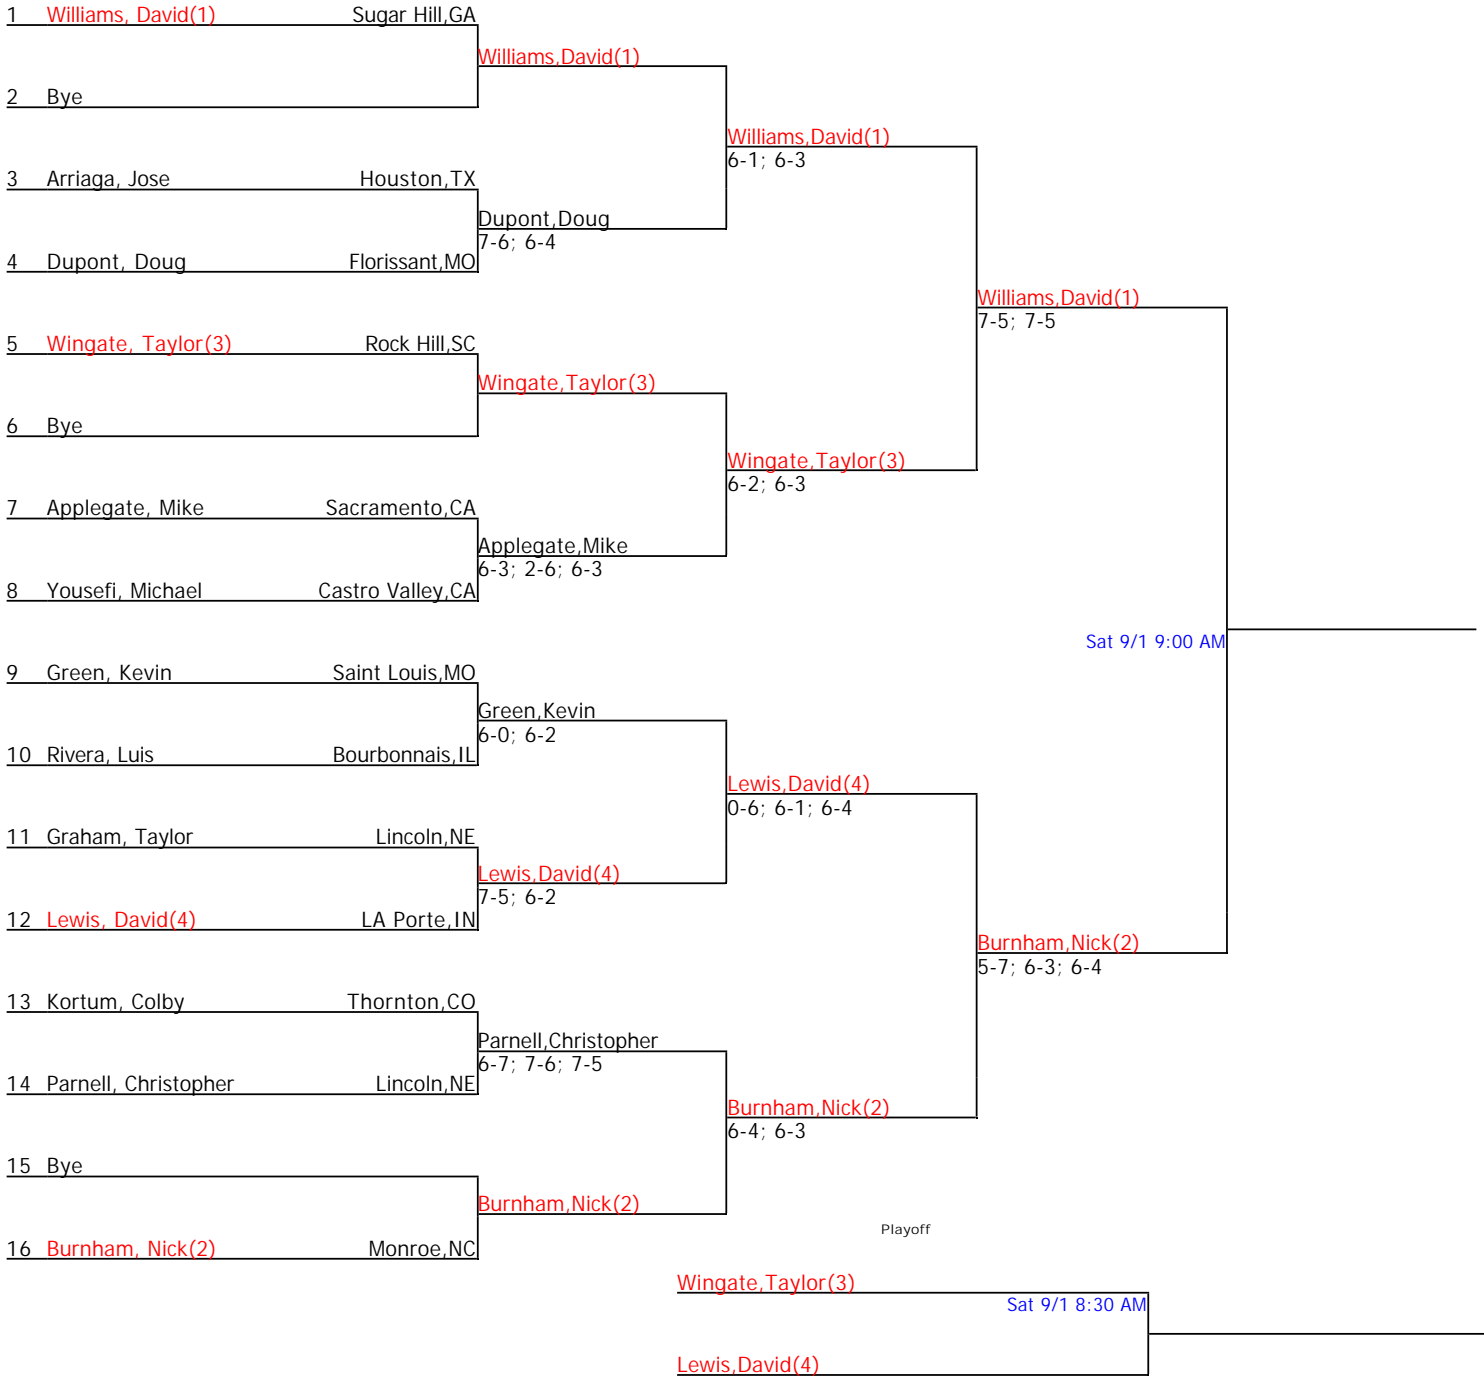 1 Williams, David(1) Sugar Hill,GA
Williams,David(1)
2 Bye
Williams,David(1)
6-1; 6-3
3 Arriaga, Jose Houston,TX
Dupont,Doug
7-6; 6-4
4 Dupont, Doug Florissant,MO
Williams,David(1)
7-5; 7-5
5 Wingate, Taylor(3) Rock Hill,SC
Wingate,Taylor(3)
6 Bye
Wingate,Taylor(3)
6-2; 6-3
7 Applegate, Mike Sacramento,CA
Applegate,Mike
6-3; 2-6; 6-3
8 Yousefi, Michael Castro Valley,CA
Sat 9/1 9:00 AM
9 Green, Kevin Saint Louis,MO
Green,Kevin
6-0; 6-2
10 Rivera, Luis Bourbonnais,IL
Lewis,David(4)
0-6; 6-1; 6-4
11 Graham, Taylor Lincoln,NE
Lewis,David(4)
7-5; 6-2
12 Lewis, David(4) LA Porte,IN
Burnham,Nick(2)
5-7; 6-3; 6-4
13 Kortum, Colby Thornton,CO
Parnell,Christopher
6-7; 7-6; 7-5
14 Parnell, Christopher Lincoln,NE
Burnham,Nick(2)
6-4; 6-3
15 Bye
Burnham,Nick(2)
16 Burnham, Nick(2) Monroe,NC
Playoff
Wingate,Taylor(3)
Sat 9/1 8:30 AM
Lewis,David(4)